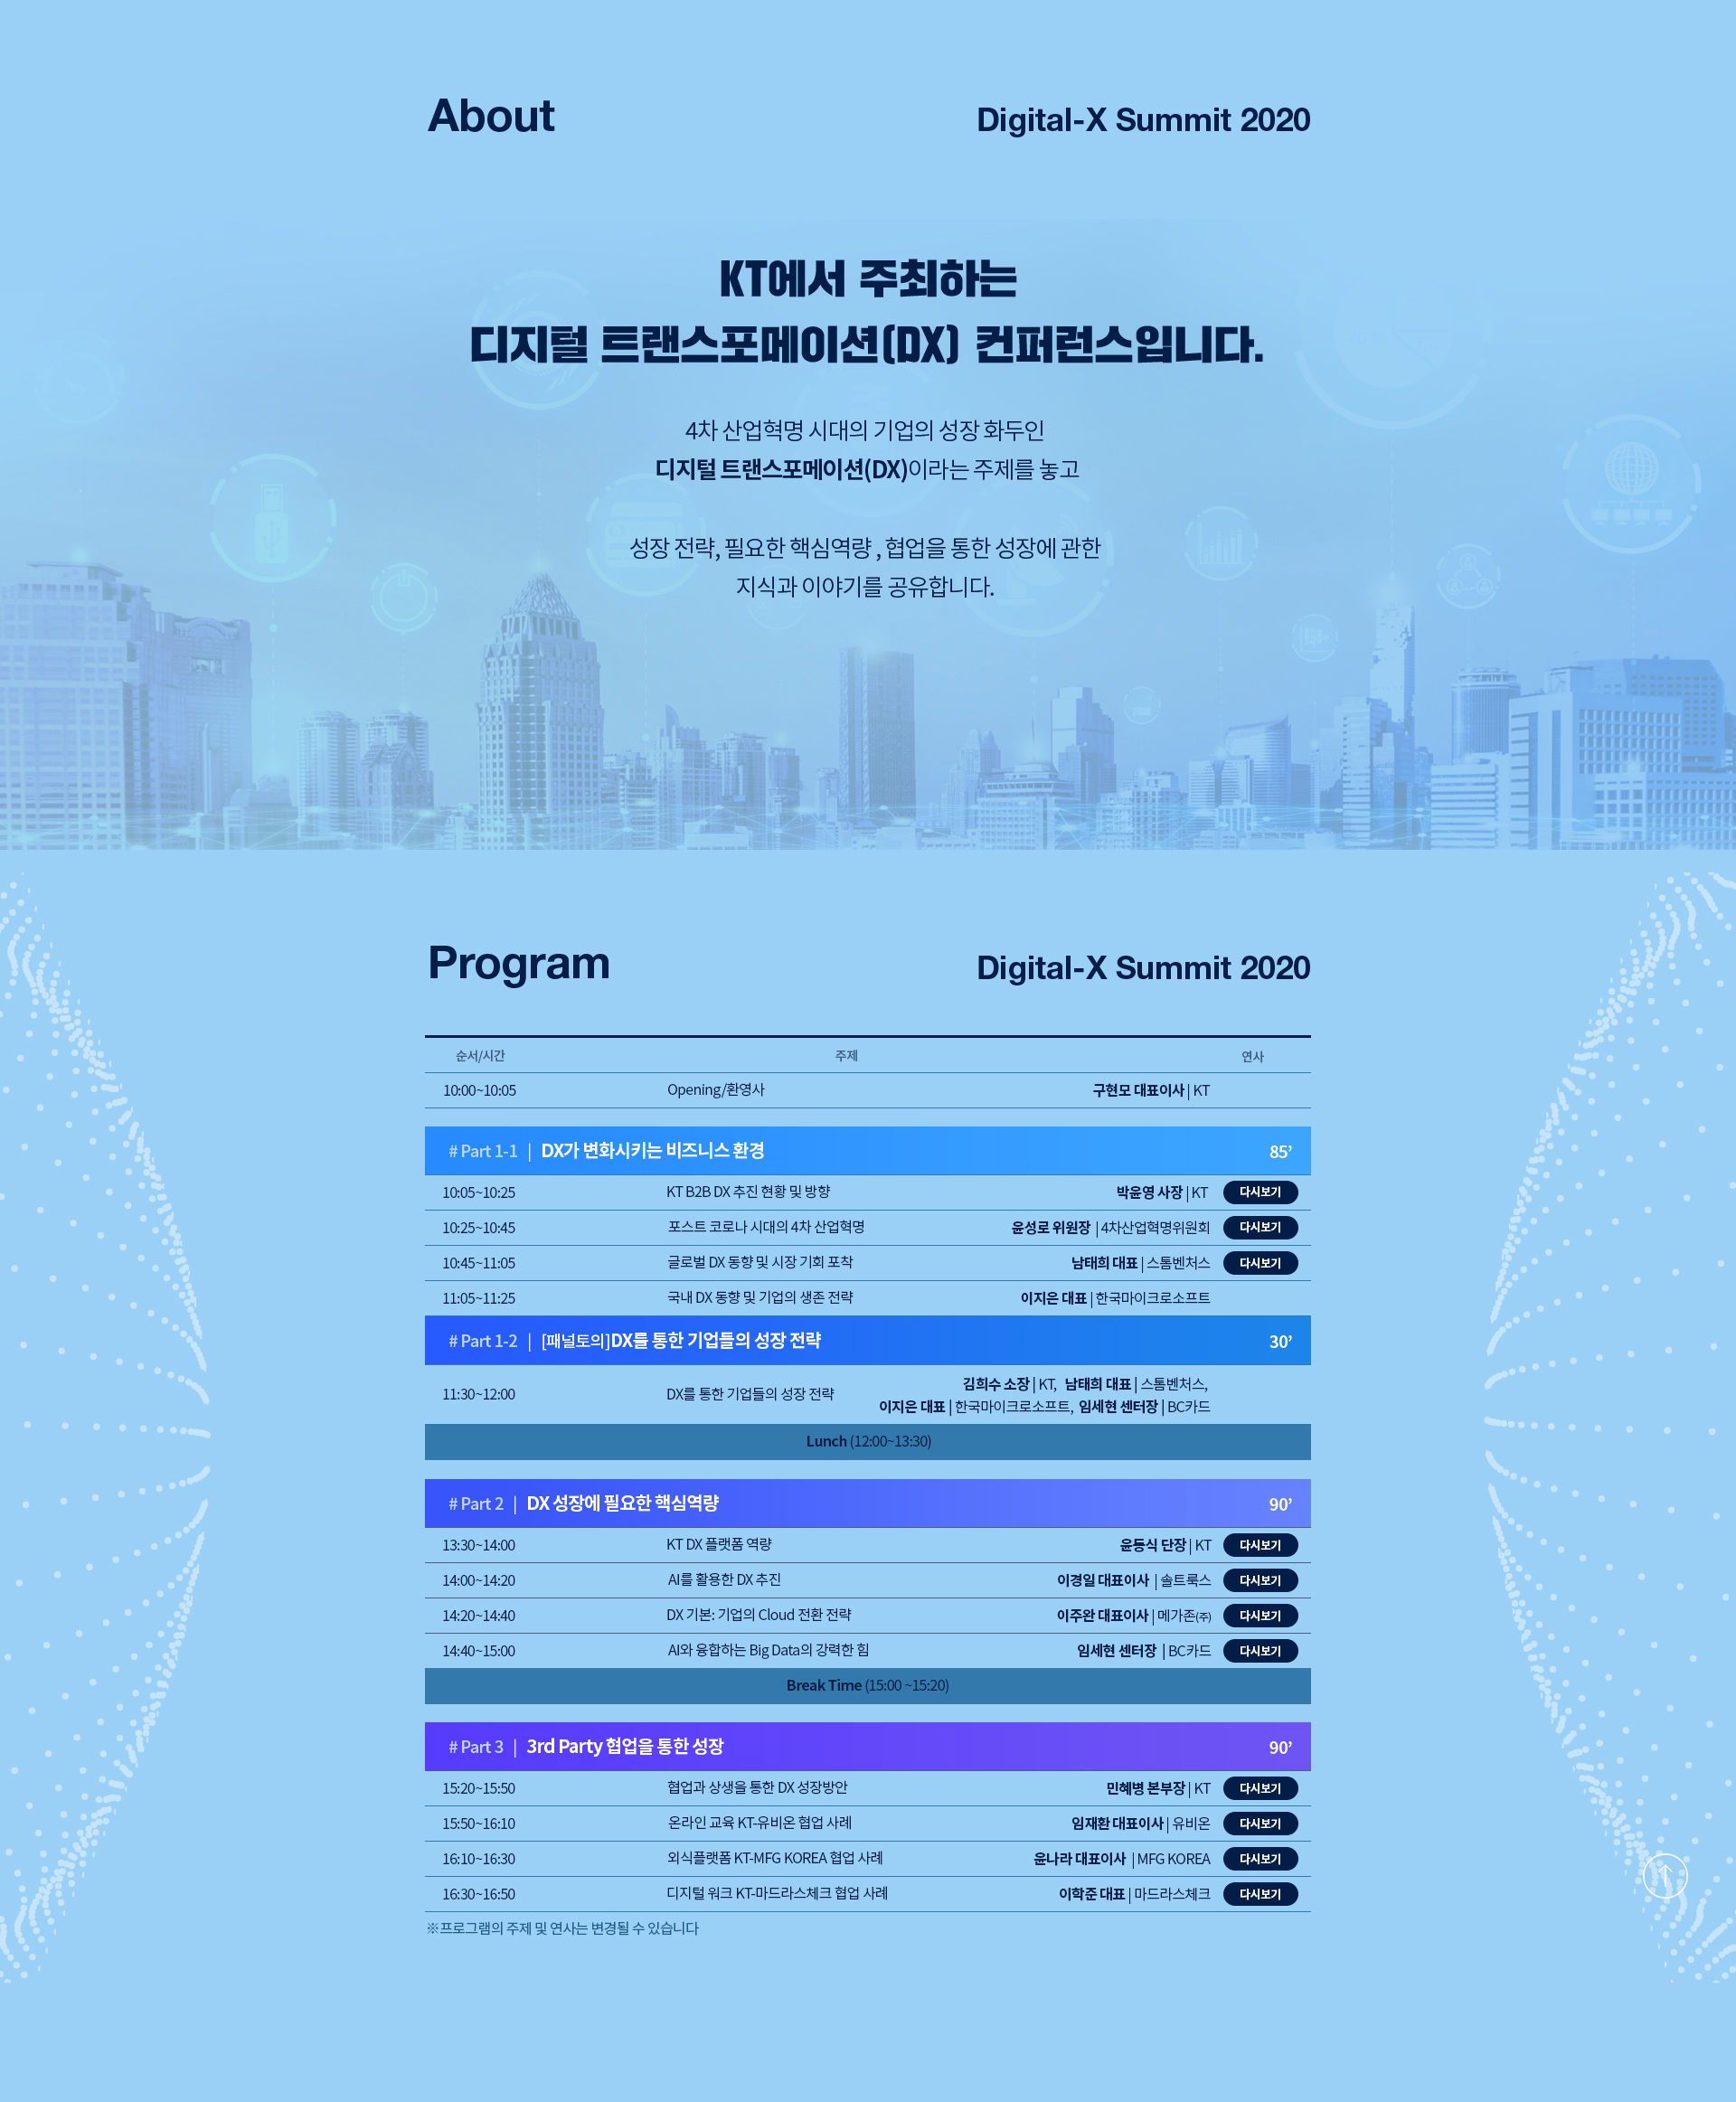 About
Digital-X Summit 2020
KT에서 주최하는
디지털 트랜스포메이션(DX) 컨퍼런스입니다.
4차 산업혁명 시대의 기업의 성장 화두인
디지털 트랜스포메이션(DX)이라는 주제를 놓고
성장 전략, 필요한 핵심역량 , 협업을 통한 성장에 관한
지식과 이야기를 공유합니다.
Program
Digital-X Summit 2020
순서/시간 주제 연사
10:00~10:05 Opening/환영사 구현모 대표이사 | KT
# Part 1-1 | DX가 변화시키는 비즈니스 환경 85’
10:05~10:25 KT B2B DX 추진 현황 및 방향 박윤영 사장 | KT 다시보기
10:25~10:45 포스트 코로나 시대의 4차 산업혁명 윤성로 위원장 | 4차산업혁명위원회 다시보기
10:45~11:05 글로벌 DX 동향 및 시장 기회 포착 남태희 대표 | 스톰벤처스 다시보기
11:05~11:25 국내 DX 동향 및 기업의 생존 전략 이지은 대표 | 한국마이크로소프트
# Part 1-2 | [패널토의]DX를 통한 기업들의 성장 전략 30’
11:30~12:00 DX를 통한 기업들의 성장 전략 김희수 소장 | KT, 남태희 대표 | 스톰벤처스,
이지은 대표 | 한국마이크로소프트, 임세현 센터장 | BC카드
Lunch (12:00~13:30)
# Part 2 | DX 성장에 필요한 핵심역량 90’
13:30~14:00 KT DX 플랫폼 역량 윤동식 단장 | KT 다시보기
14:00~14:20 AI를 활용한 DX 추진 이경일 대표이사 | 솔트룩스 다시보기
14:20~14:40 DX 기본: 기업의 Cloud 전환 전략 이주완 대표이사 | 메가존(주) 다시보기
14:40~15:00 AI와 융합하는 Big Data의 강력한 힘 임세현 센터장 | BC카드 다시보기
Break Time (15:00 ~15:20)
# Part 3 | 3rd Party 협업을 통한 성장 90’
15:20~15:50 협업과 상생을 통한 DX 성장방안 민혜병 본부장 | KT 다시보기
15:50~16:10 온라인 교육 KT-유비온 협업 사례 임재환 대표이사 | 유비온 다시보기
16:10~16:30 외식플랫폼 KT-MFG KOREA 협업 사례 윤나라 대표이사 | MFG KOREA 다시보기
16:30~16:50 디지털 워크 KT-마드라스체크 협업 사례 이학준 대표 | 마드라스체크 다시보기
※프로그램의 주제 및 연사는 변경될 수 있습니다